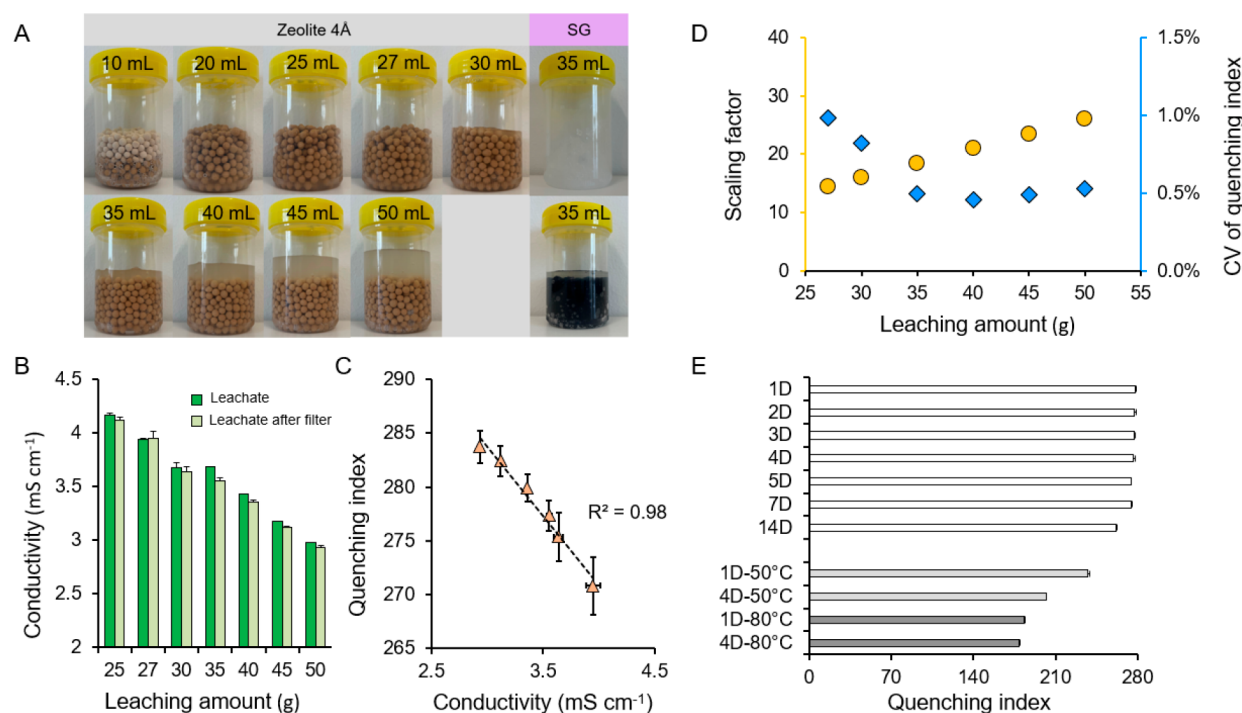 A
Zeolite 4Å
SG
10 mL
20 mL
25 mL
27 mL
30 mL
35 mL
35 mL
40 mL
45 mL
50 mL
35 mL
B
Conductivity (mS cm⁻¹)
4.5
4
3.5
3
2.5
2
Leachate
Leachate after filter
25 27 30 35 40 45 50
Leaching amount (g)
C
Quenching index
290
285
280
275
270
265
R² = 0.98
2.5 3.5 4.5
Conductivity (mS cm⁻¹)
D
Scaling factor
40
30
20
10
0
1.5%
1.0%
0.5%
0.0%
CV of quenching index
25 30 35 40 45 50 55
Leaching amount (g)
E
1D
2D
3D
4D
5D
7D
14D
1D-50°C
4D-50°C
1D-80°C
4D-80°C
0 70 140 210 280
Quenching index